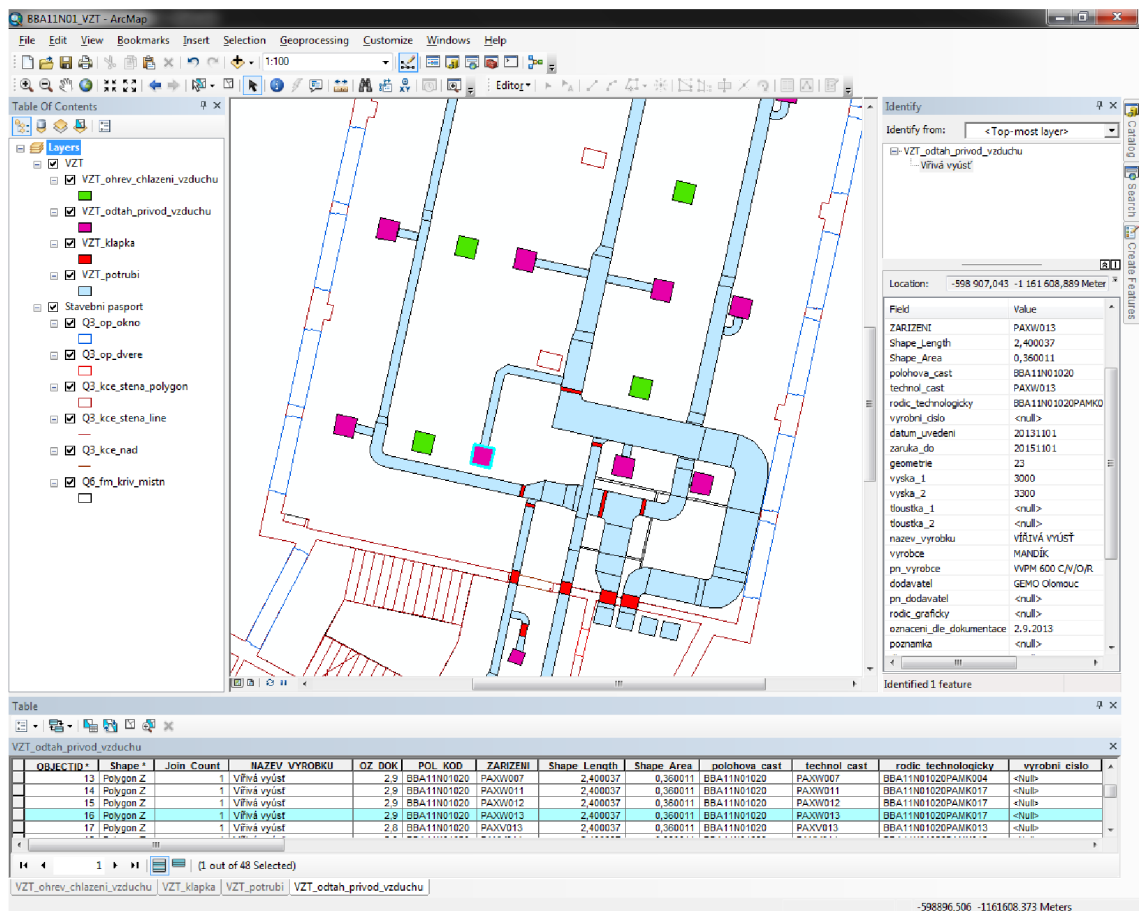 BBA11N01_VZT - ArcMap
File Edit View Bookmarks Insert Selection Geoprocessing Customize Windows Help
1:100
Editor
Table Of Contents
Layers
VZT
VZT_ohrev_chlazeni_vzduchu
VZT_odtah_privod_vzduchu
VZT_klapka
VZT_potrubi
Stavebni pasport
Q3_op_okno
Q3_op_dvere
Q3_kce_stena_polygon
Q3_kce_stena_line
Q3_kce_nad
Q6_fm_kriv_mistn
Identify
Identify from: <Top-most layer>
VZT_odtah_privod_vzduchu
Vířivá vyúsť
Location: -598 907,043 -1 161 608,889 Meter
Field Value
ZARIZENI PAXW013
Shape_Length 2,400037
Shape_Area 0,360011
polohova_cast BBA11N01020
technol_cast PAXW013
rodic_technologicky BBA11N01020PAMK0
vyrobni_cislo <null>
datum_uvedeni 20131101
zaruka_do 20151101
geometrie 23
vyska_1 3000
vyska_2 3300
tloustka_1 <null>
tloustka_2 <null>
nazev_vyrobku VÍŘIVÁ VYÚSŤ
vyrobce MANDÍK
pn_vyrobce VVPM 600 C/V/O/R
dodavatel GEMO Olomouc
pn_dodavatel <null>
rodic_graficky <null>
oznaceni_dle_dokumentace 2.9.2013
poznamka <null>
Identified 1 feature
Catalog
Search
Create Features
Table
VZT_odtah_privod_vzduchu
OBJECTID * Shape * Join_Count NAZEV_VYROBKU OZ_DOK POL_KOD ZARIZENI Shape_Length Shape_Area polohova_cast technol_cast rodic_technologicky vyrobni_cislo
13 Polygon Z 1 Vířivá vyúsť 2,9 BBA11N01020 PAXW007 2,400037 0,360011 BBA11N01020 PAXW007 BBA11N01020PAMK004 <Null>
14 Polygon Z 1 Vířivá vyúsť 2,9 BBA11N01020 PAXW011 2,400037 0,360011 BBA11N01020 PAXW011 BBA11N01020PAMK017 <Null>
15 Polygon Z 1 Vířivá vyúsť 2,9 BBA11N01020 PAXW012 2,400037 0,360011 BBA11N01020 PAXW012 BBA11N01020PAMK017 <Null>
16 Polygon Z 1 Vířivá vyúsť 2,9 BBA11N01020 PAXW013 2,400037 0,360011 BBA11N01020 PAXW013 BBA11N01020PAMK017 <Null>
17 Polygon Z 1 Vířivá vyúsť 2,8 BBA11N01020 PAXV013 2,400037 0,360011 BBA11N01020 PAXV013 BBA11N01020PAMK013 <Null>
1 (1 out of 48 Selected)
VZT_ohrev_chlazeni_vzduchu VZT_klapka VZT_potrubi VZT_odtah_privod_vzduchu
-598896,506 -1161608,373 Meters